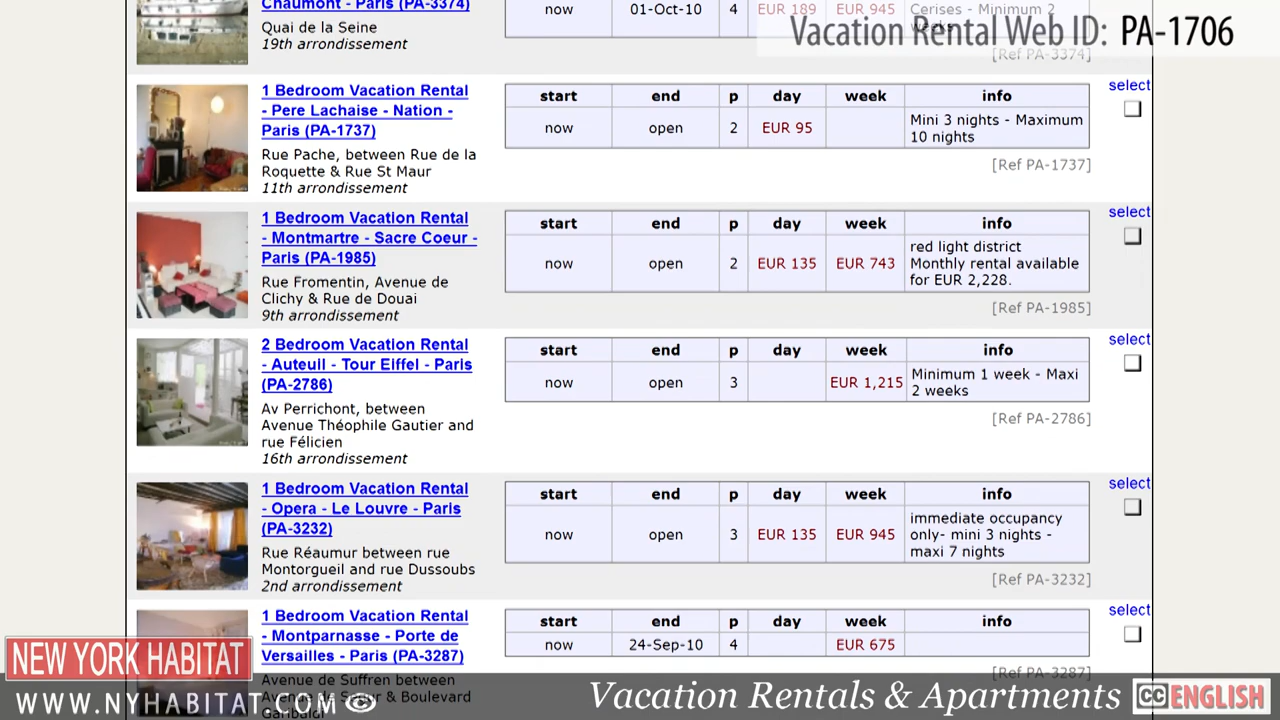 Chaumont - Paris (PA-3374)
Quai de la Seine
19th arrondissement
now 01-Oct-10 4 EUR 189 EUR 945 Cerises - Minimum 2
weeks
[Ref PA-3374]
Vacation Rental Web ID: PA-1706
1 Bedroom Vacation Rental
- Pere Lachaise - Nation -
Paris (PA-1737)
Rue Pache, between Rue de la
Roquette & Rue St Maur
11th arrondissement
start end p day week info
now open 2 EUR 95 Mini 3 nights - Maximum
10 nights
[Ref PA-1737]
select
1 Bedroom Vacation Rental
- Montmartre - Sacre Coeur -
Paris (PA-1985)
Rue Fromentin, Avenue de
Clichy & Rue de Douai
9th arrondissement
start end p day week info
now open 2 EUR 135 EUR 743 red light district
Monthly rental available
for EUR 2,228.
[Ref PA-1985]
select
2 Bedroom Vacation Rental
- Auteuil - Tour Eiffel - Paris
(PA-2786)
Av Perrichont, between
Avenue Théophile Gautier and
rue Félicien
16th arrondissement
start end p day week info
now open 3 EUR 1,215 Minimum 1 week - Maxi
2 weeks
[Ref PA-2786]
select
1 Bedroom Vacation Rental
- Opera - Le Louvre - Paris
(PA-3232)
Rue Réaumur between rue
Montorgueil and rue Dussoubs
2nd arrondissement
start end p day week info
now open 3 EUR 135 EUR 945 immediate occupancy
only- mini 3 nights -
maxi 7 nights
[Ref PA-3232]
select
1 Bedroom Vacation Rental
- Montparnasse - Porte de
Versailles - Paris (PA-3287)
Avenue de Suffren between
Avenue de Segur & Boulevard
Garibaldi
start end p day week info
now 24-Sep-10 4 EUR 675
[Ref PA-3287]
select
NEW YORK HABITAT
WWW.NYHABITAT.COM
Vacation Rentals & Apartments
CC ENGLISH